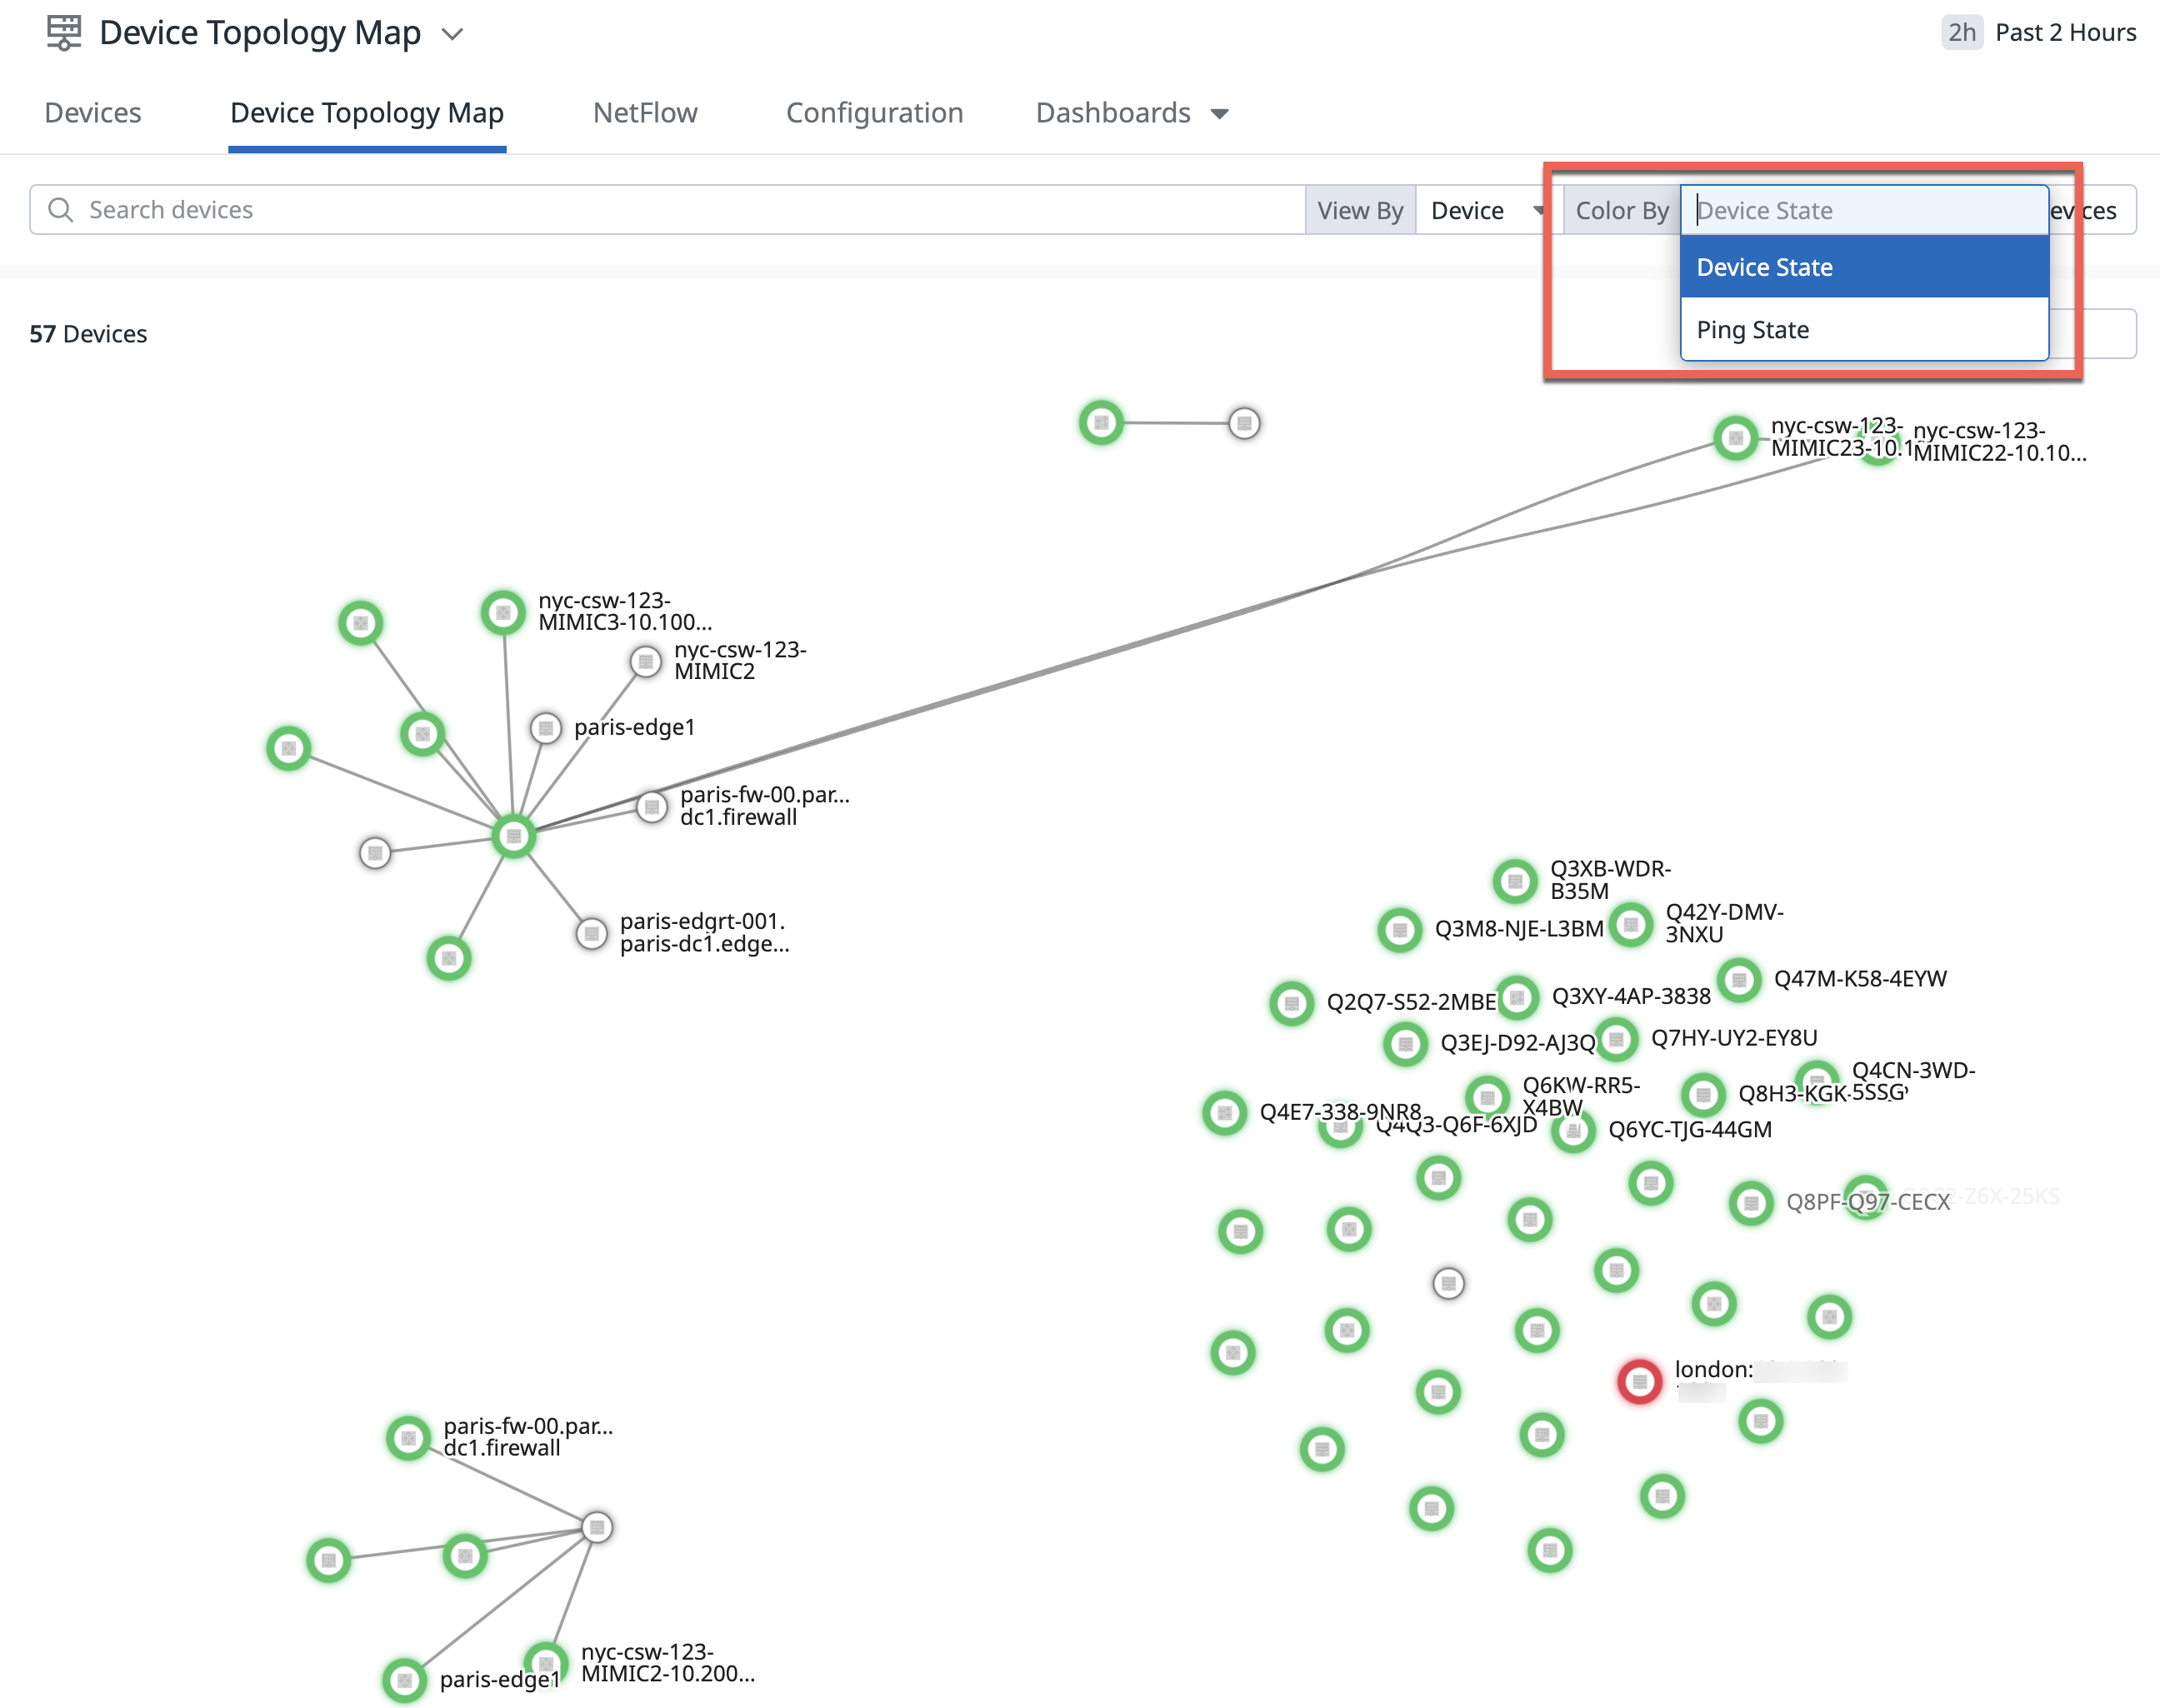 Device Topology Map
2h Past 2 Hours
Devices
Device Topology Map
NetFlow
Configuration
Dashboards
Search devices
View By
Device
Color By
Device State
evices
Device State
Ping State
57 Devices
nyc-csw-123-
MIMIC23-10.1
nyc-csw-123-
MIMIC22-10.10...
nyc-csw-123-
MIMIC3-10.100...
nyc-csw-123-
MIMIC2
paris-edge1
paris-fw-00.par...
dc1.firewall
paris-edgrt-001.
paris-dc1.edge...
Q3XB-WDR-
B35M
Q3M8-NJE-L3BM
Q42Y-DMV-
3NXU
Q47M-K58-4EYW
Q2Q7-S52-2MBE
Q3XY-4AP-3838
Q3EJ-D92-AJ3Q
Q7HY-UY2-EY8U
Q4CN-3WD-
5SSG
Q8H3-KGK-
Q6KW-RR5-
X4BW
Q4E7-338-9NR8
Q4Q3-Q6F-6XJD
Q6YC-TJG-44GM
Q8PF-Q97-CECX
-Z6X-25KS
london:
paris-fw-00.par...
dc1.firewall
nyc-csw-123-
MIMIC2-10.200...
paris-edge1